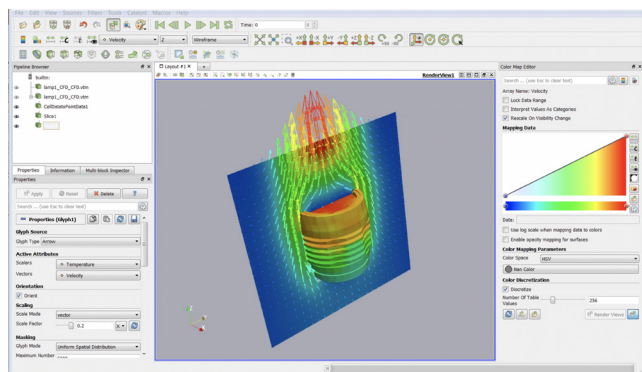 File Edit View Sources Filters Tools Catalyst Macros Help
Time: 0
Velocity Z Wireframe
Pipeline Browser
builtin:
lamp1_CFD_CFD.vtm
lamp1_CFD_CFD.vtm
CellDatatoPointData1
Slice1
Properties Information Multi-block Inspector
Properties
Apply Reset Delete ?
Search ... (use Esc to clear text)
Properties (Glyph1)
Glyph Source
Glyph Type Arrow
Active Attributes
Scalars Temperature
Vectors Velocity
Orientation
Orient
Scaling
Scale Mode vector
Scale Factor 0.2 X
Masking
Glyph Mode Uniform Spatial Distribution
Maximum Number
Layout #1 × +
RenderView1
Color Map Editor
Search ... (use Esc to clear text)
Array Name: Velocity
Lock Data Range
Interpret Values As Categories
Rescale On Visibility Change
Mapping Data
Data:
Use log scale when mapping data to colors
Enable opacity mapping for surfaces
Color Mapping Parameters
Color Space HSV
Nan Color
Color Discretization
Discretize
Number Of Table Values 256
Render Views